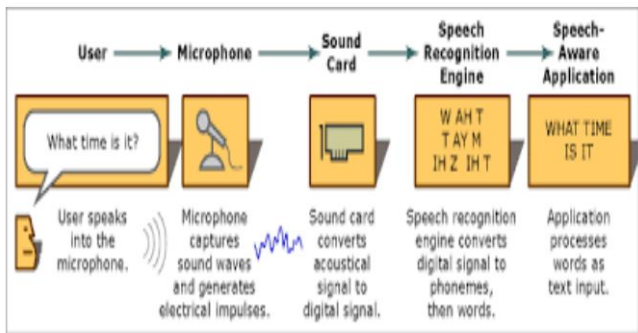 User
Microphone
Sound
Card
Speech
Recognition
Engine
Speech-
Aware
Application
What time is it?
W AH T
T AY M
IH Z IH T
WHAT TIME
IS IT
User speaks
into the
microphone.
Microphone
captures
sound waves
and generates
electrical impulses.
Sound card
converts
acoustical
signal to
digital signal.
Speech recognition
engine converts
digital signal to
phonemes,
then words.
Application
processes
words as
text input.